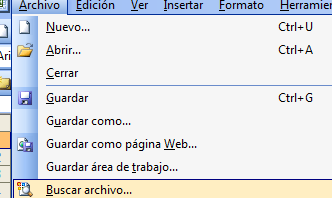 Archivo Edición Ver Insertar Formato
Nuevo... Ctrl+U
Abrir... Ctrl+A
Cerrar
Guardar Ctrl+G
Guardar como...
Guardar como página Web...
Guardar área de trabajo...
Buscar archivo...